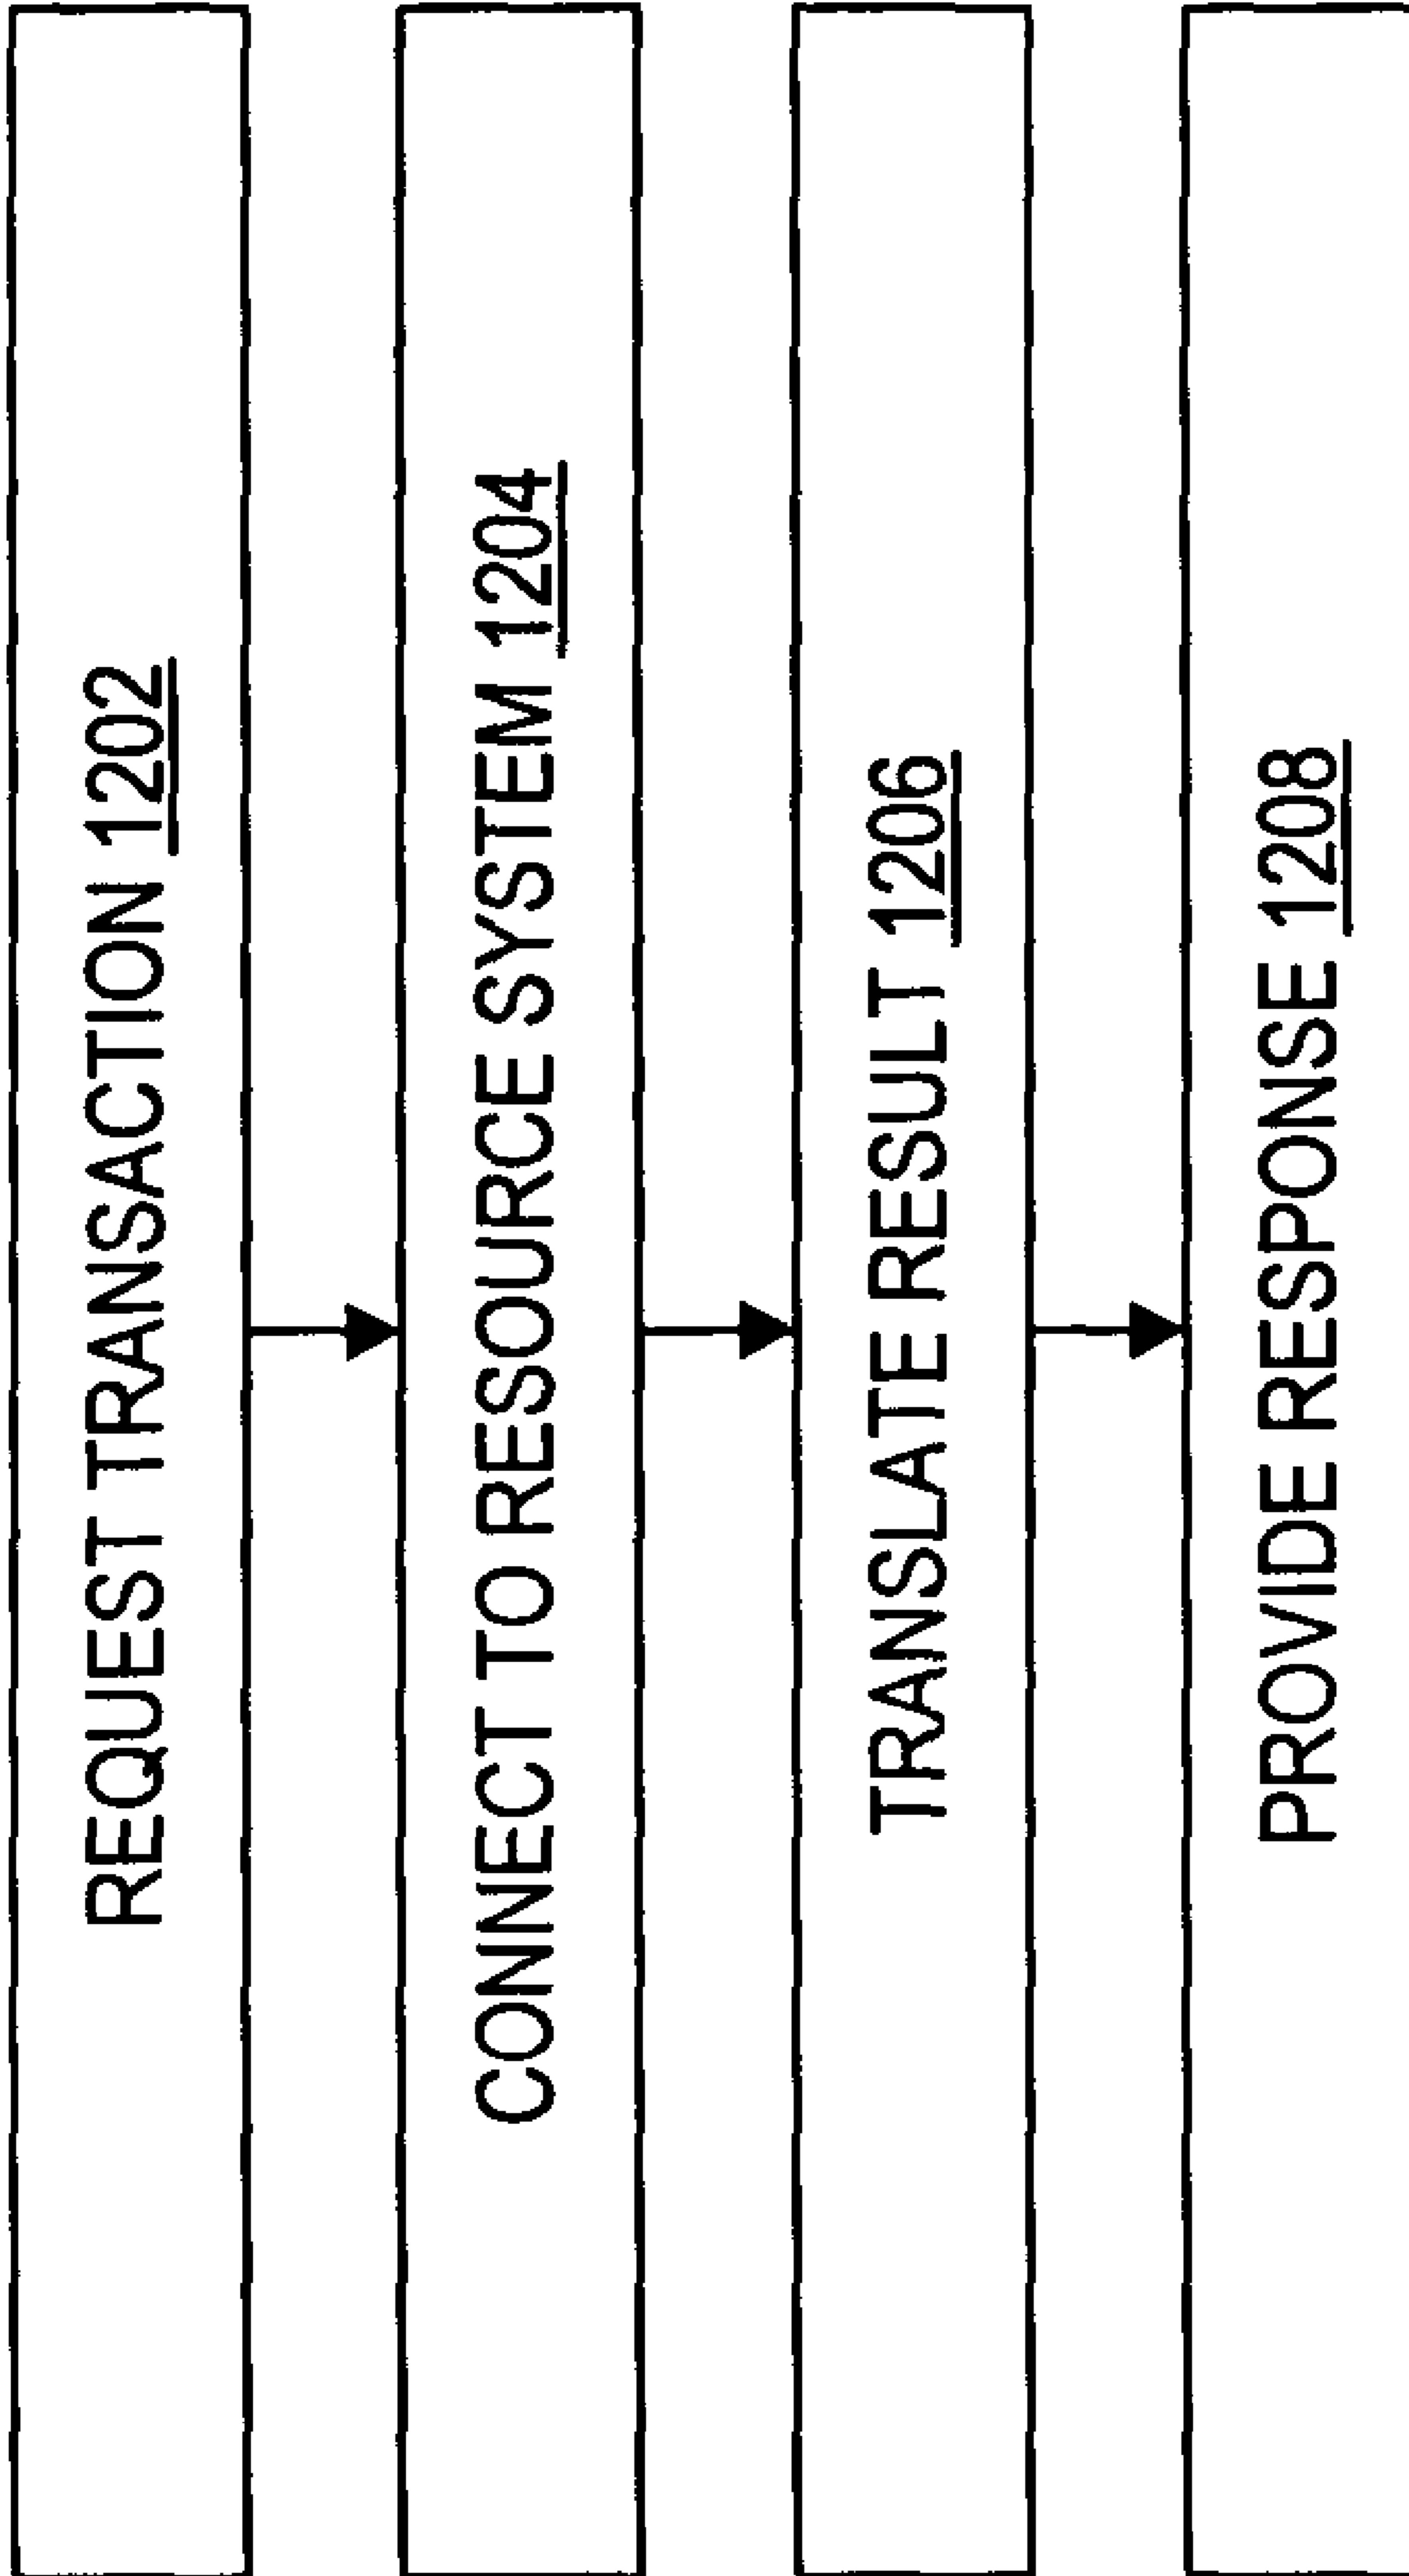 REQUEST TRANSACTION 1202
CONNECT TO RESOURCE SYSTEM 1204
TRANSLATE RESULT 1206
PROVIDE RESPONSE 1208